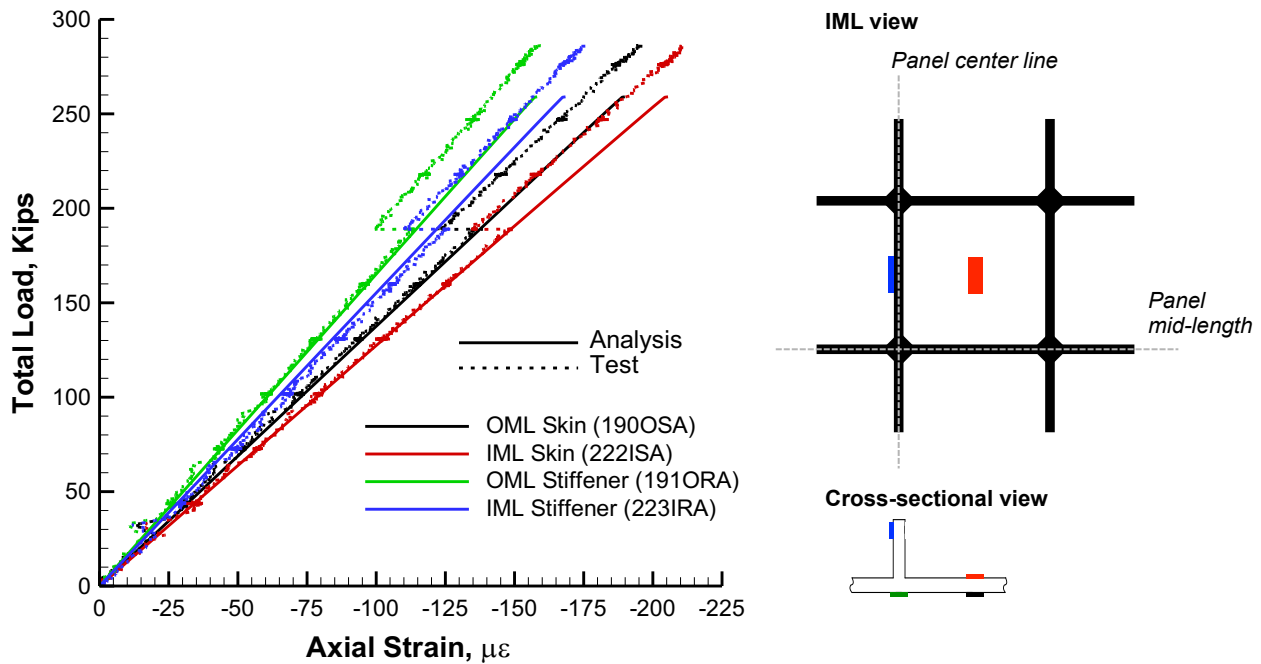 300
250
200
150
100
50
0
Total Load, Kips
0
-25
-50
-75
-100
-125
-150
-175
-200
-225
Axial Strain, με
Analysis
Test
OML Skin (190OSA)
IML Skin (222ISA)
OML Stiffener (191ORA)
IML Stiffener (223IRA)
IML view
Panel center line
Panel
mid-length
Cross-sectional view